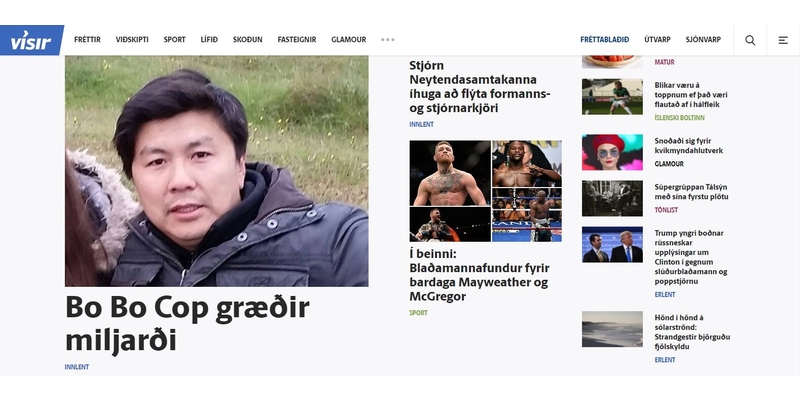 vísir
FRÉTTIR VIÐSKIPTI SPORT LÍFIÐ SKOÐUN FASTEIGNIR GLAMOUR
FRÉTTABLAÐIÐ ÚTVARP SJÓNVARP
Bo Bo Cop græðir
miljarði
INNLENT
Stjórn
Neytendasamtakanna
íhuga að flýta formanns-
og stjórnarkjöri
INNLENT
Í beinni:
Blaðamannafundur fyrir
bardaga Mayweather og
McGregor
SPORT
MATUR
Blikar væru á
toppnum ef það væri
flautað af í hálfleik
ÍSLENSKI BOLTINN
Snoðaði sig fyrir
kvikmyndahlutverk
GLAMOUR
Súpergrúppan Tálsýn
með sína fyrstu plötu
TÓNLIST
Trump yngri boðnar
rússneskar
upplýsingar um
Clinton í gegnum
slúðurblaðamann og
poppstjörnu
ERLENT
Hönd í hönd á
sólarströnd:
Strandgestir björguðu
fjölskyldu
ERLENT